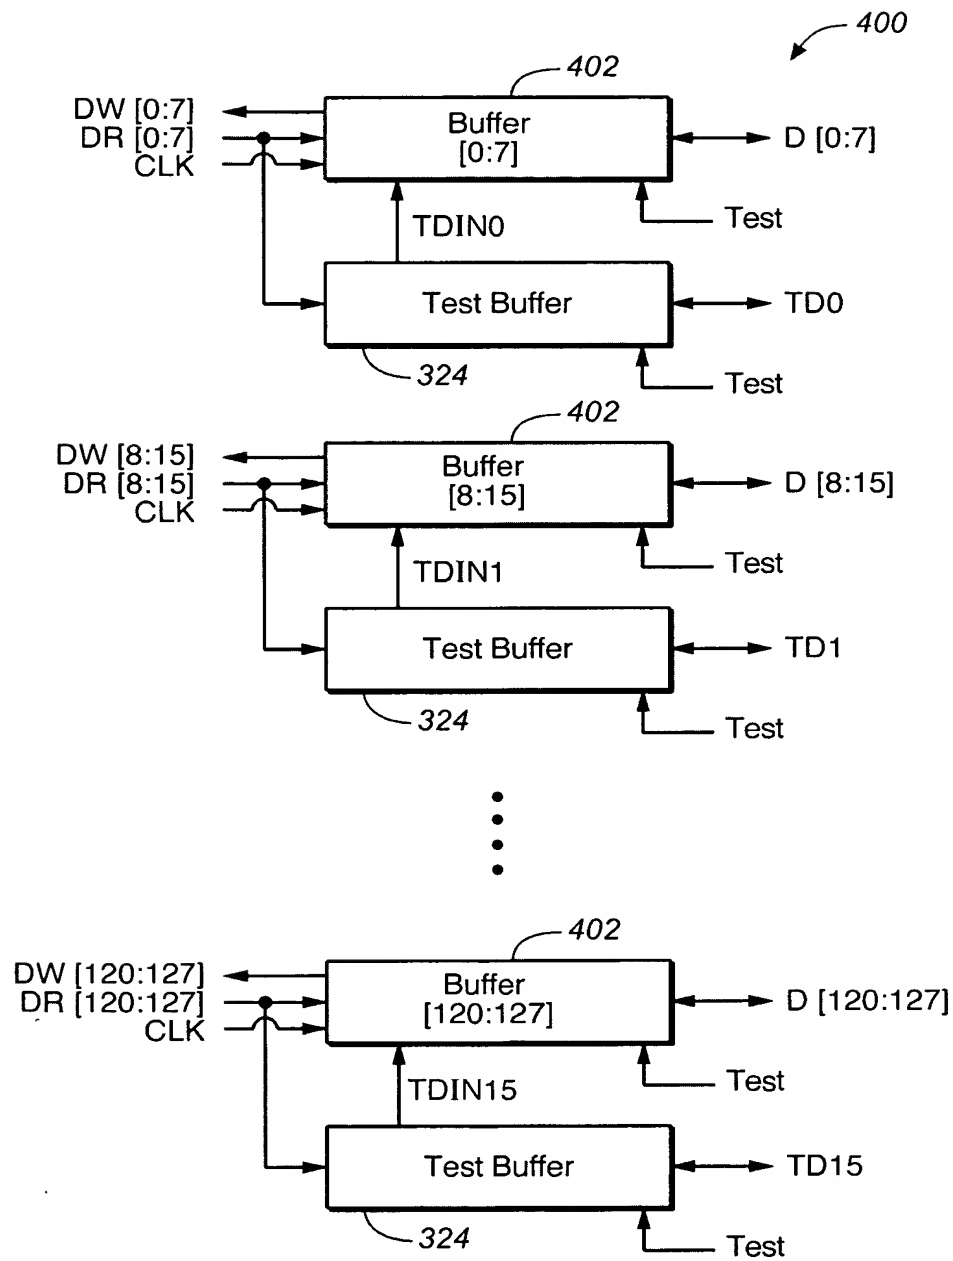 400
402
DW [0:7]
DR [0:7]
CLK
Buffer
[0:7]
D [0:7]
TDIN0
Test
Test Buffer
TD0
324
Test
402
DW [8:15]
DR [8:15]
CLK
Buffer
[8:15]
D [8:15]
TDIN1
Test
Test Buffer
TD1
324
Test
402
DW [120:127]
DR [120:127]
CLK
Buffer
[120:127]
D [120:127]
TDIN15
Test
Test Buffer
TD15
324
Test